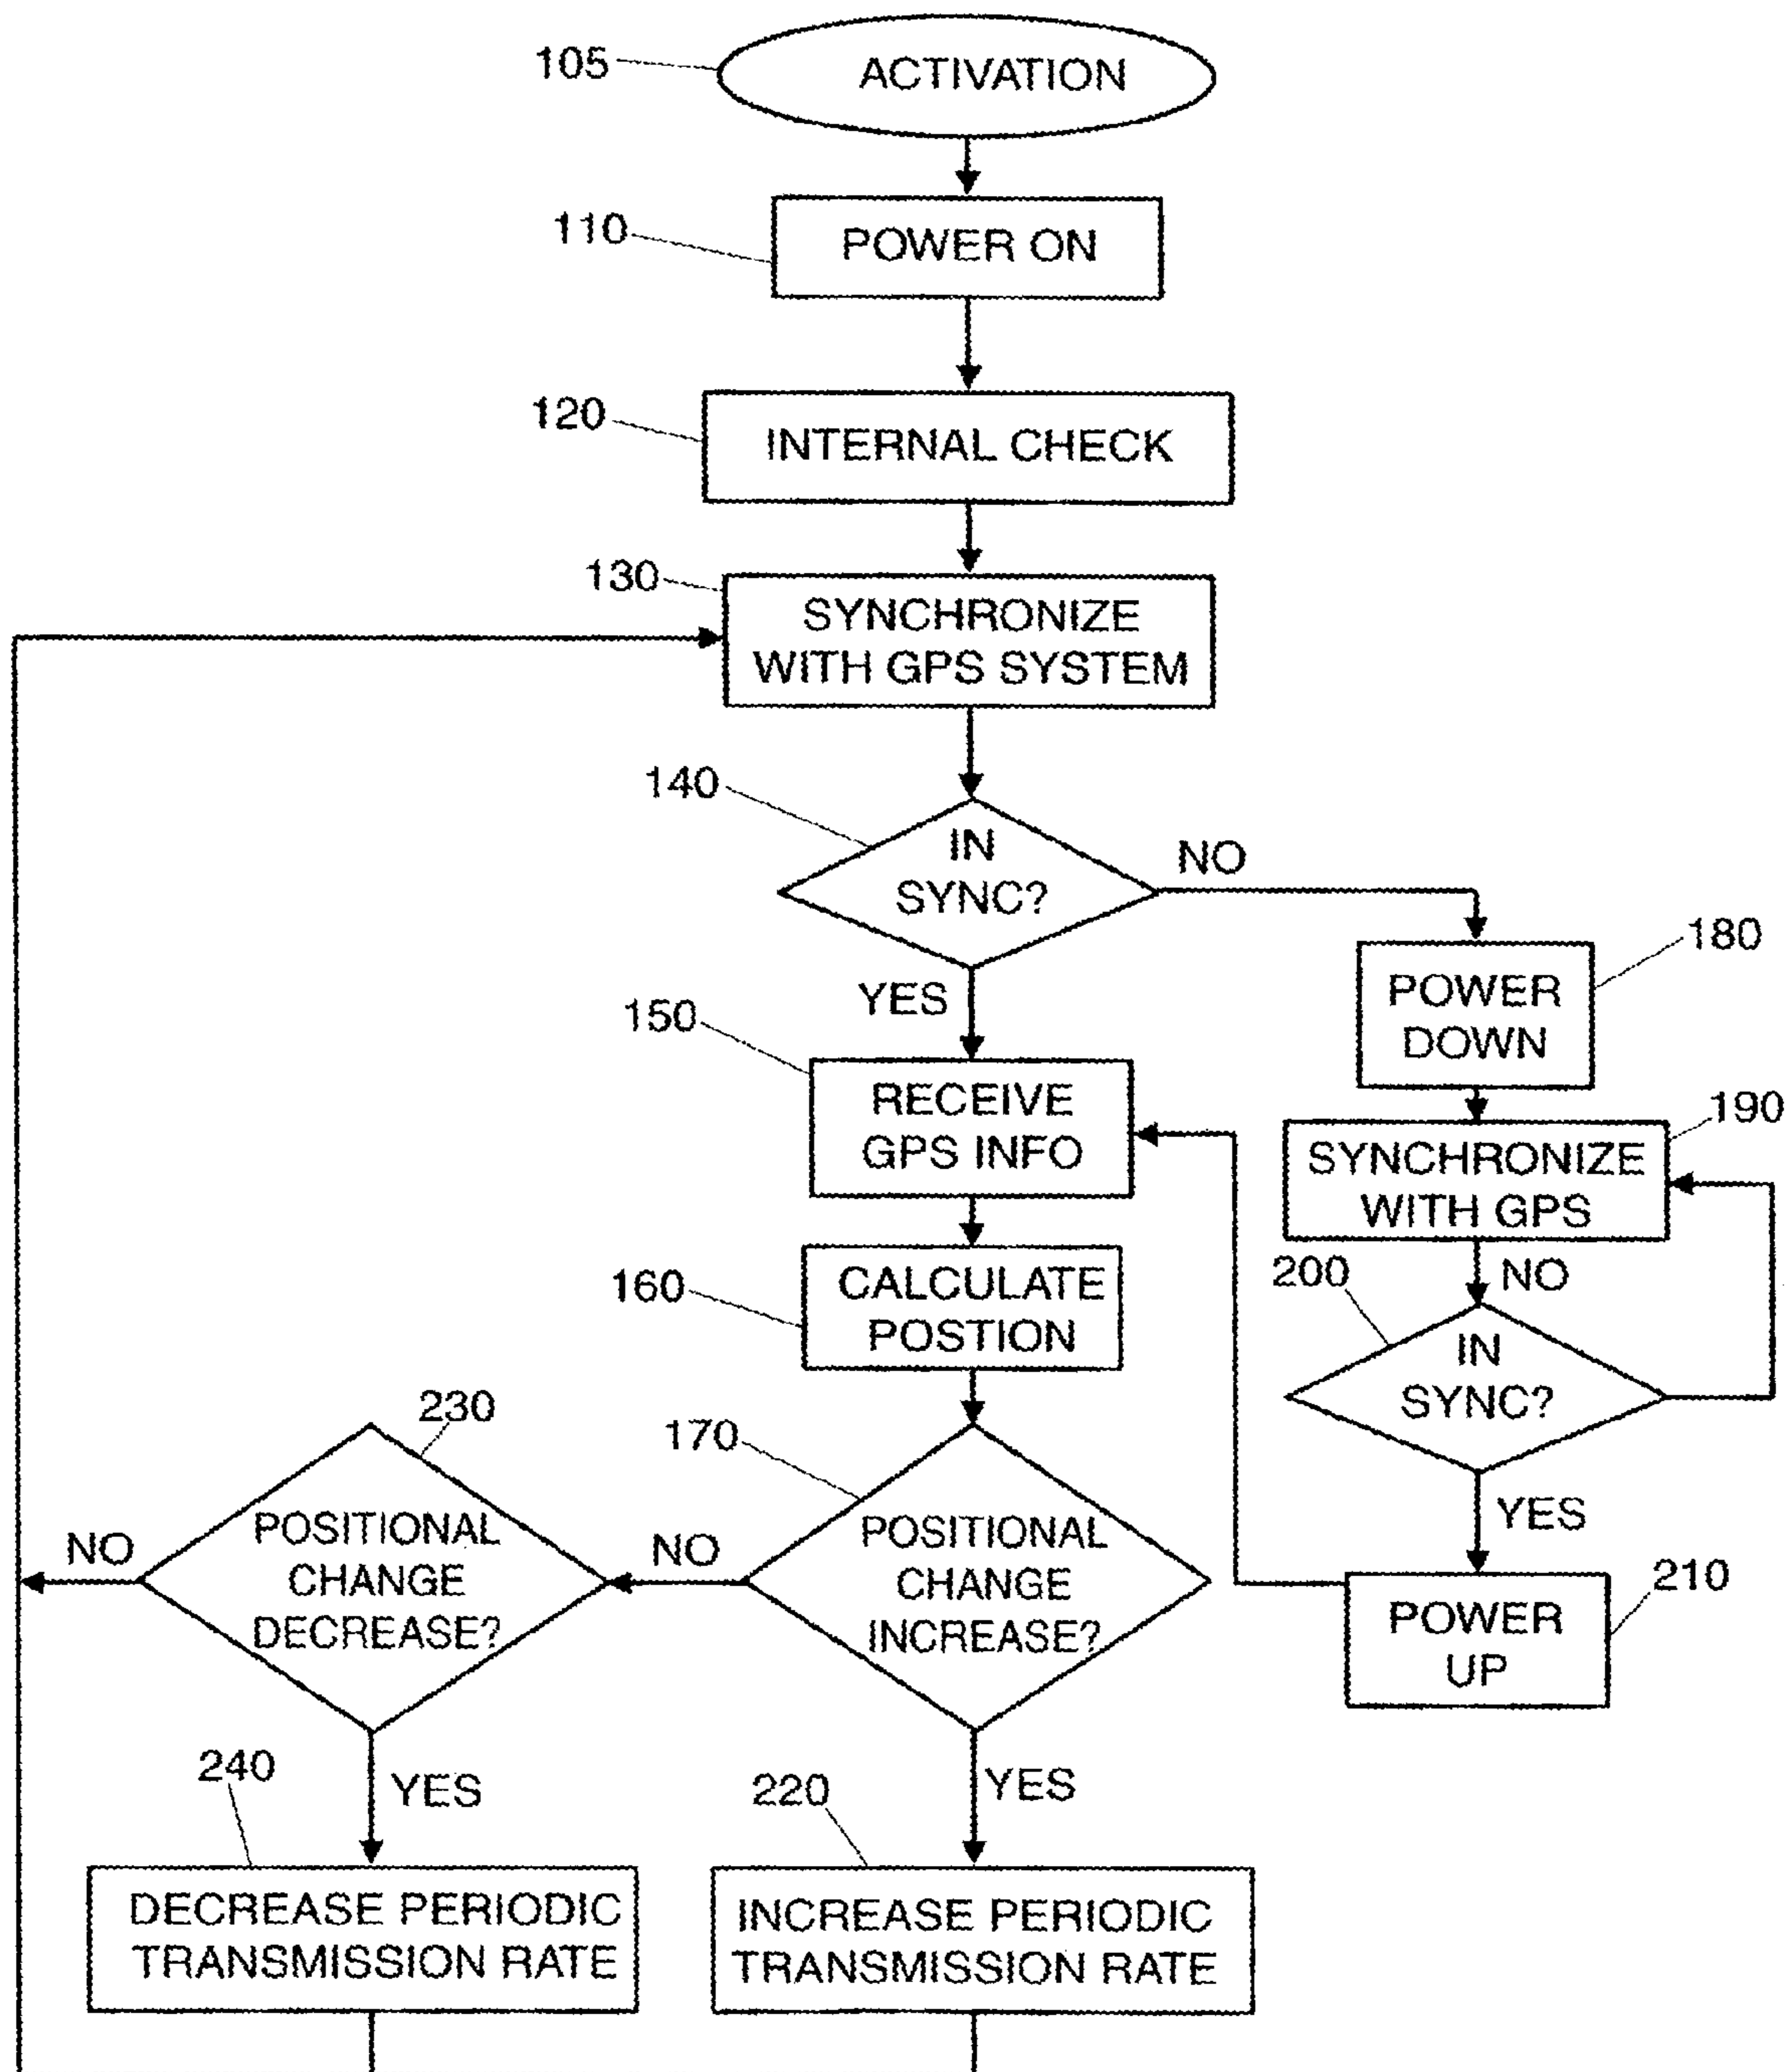 105
ACTIVATION
110
POWER ON
120
INTERNAL CHECK
130
SYNCHRONIZE
WITH GPS SYSTEM
140
IN
SYNC?
NO
YES
180
POWER
DOWN
150
RECEIVE
GPS INFO
190
SYNCHRONIZE
WITH GPS
NO
160
CALCULATE
POSTION
200
IN
SYNC?
YES
210
POWER
UP
170
POSITIONAL
CHANGE
INCREASE?
NO
YES
230
POSITIONAL
CHANGE
DECREASE?
NO
YES
240
DECREASE PERIODIC
TRANSMISSION RATE
220
INCREASE PERIODIC
TRANSMISSION RATE